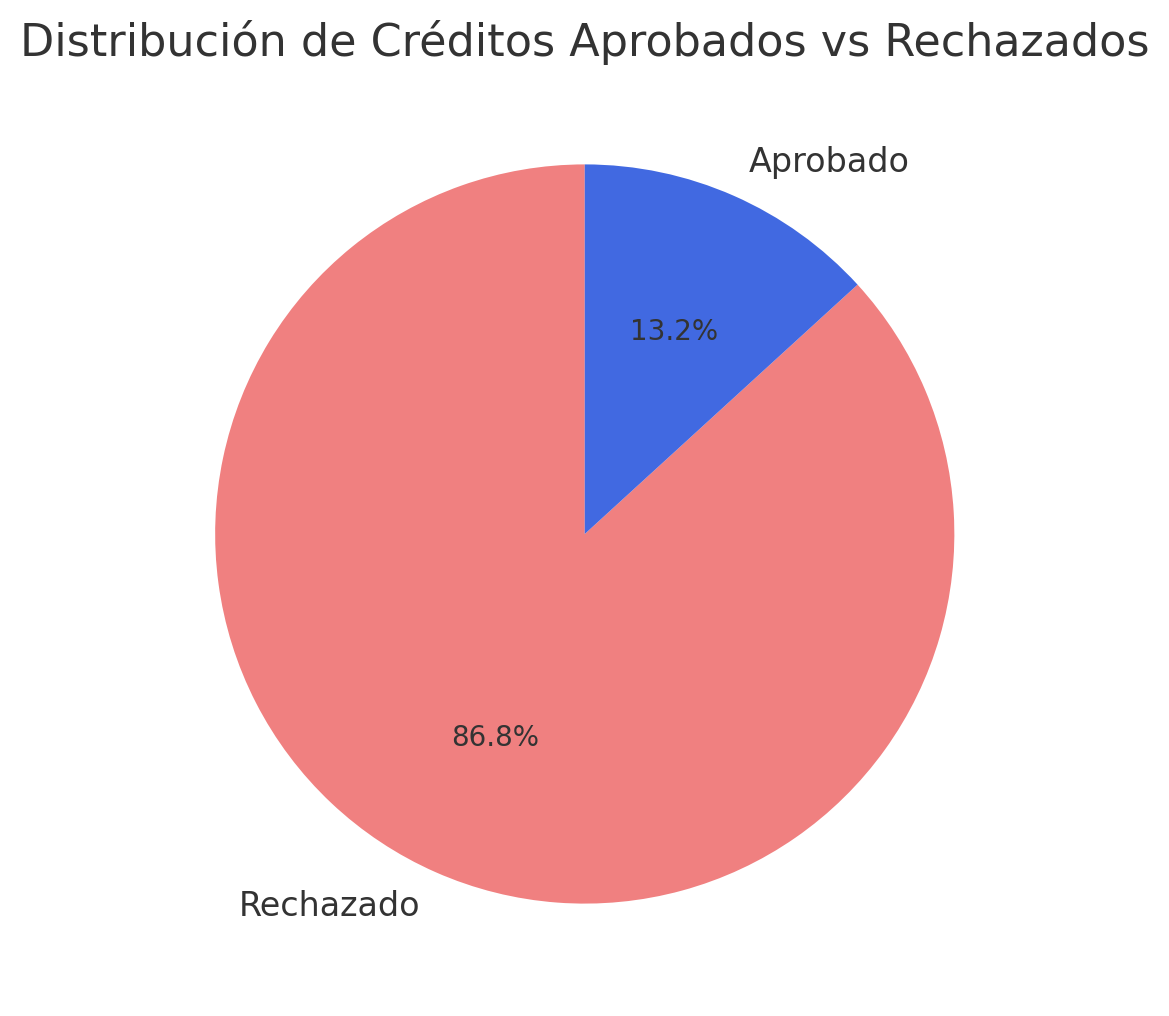 Distribución de Créditos Aprobados vs Rechazados
Aprobado
13.2%
86.8%
Rechazado